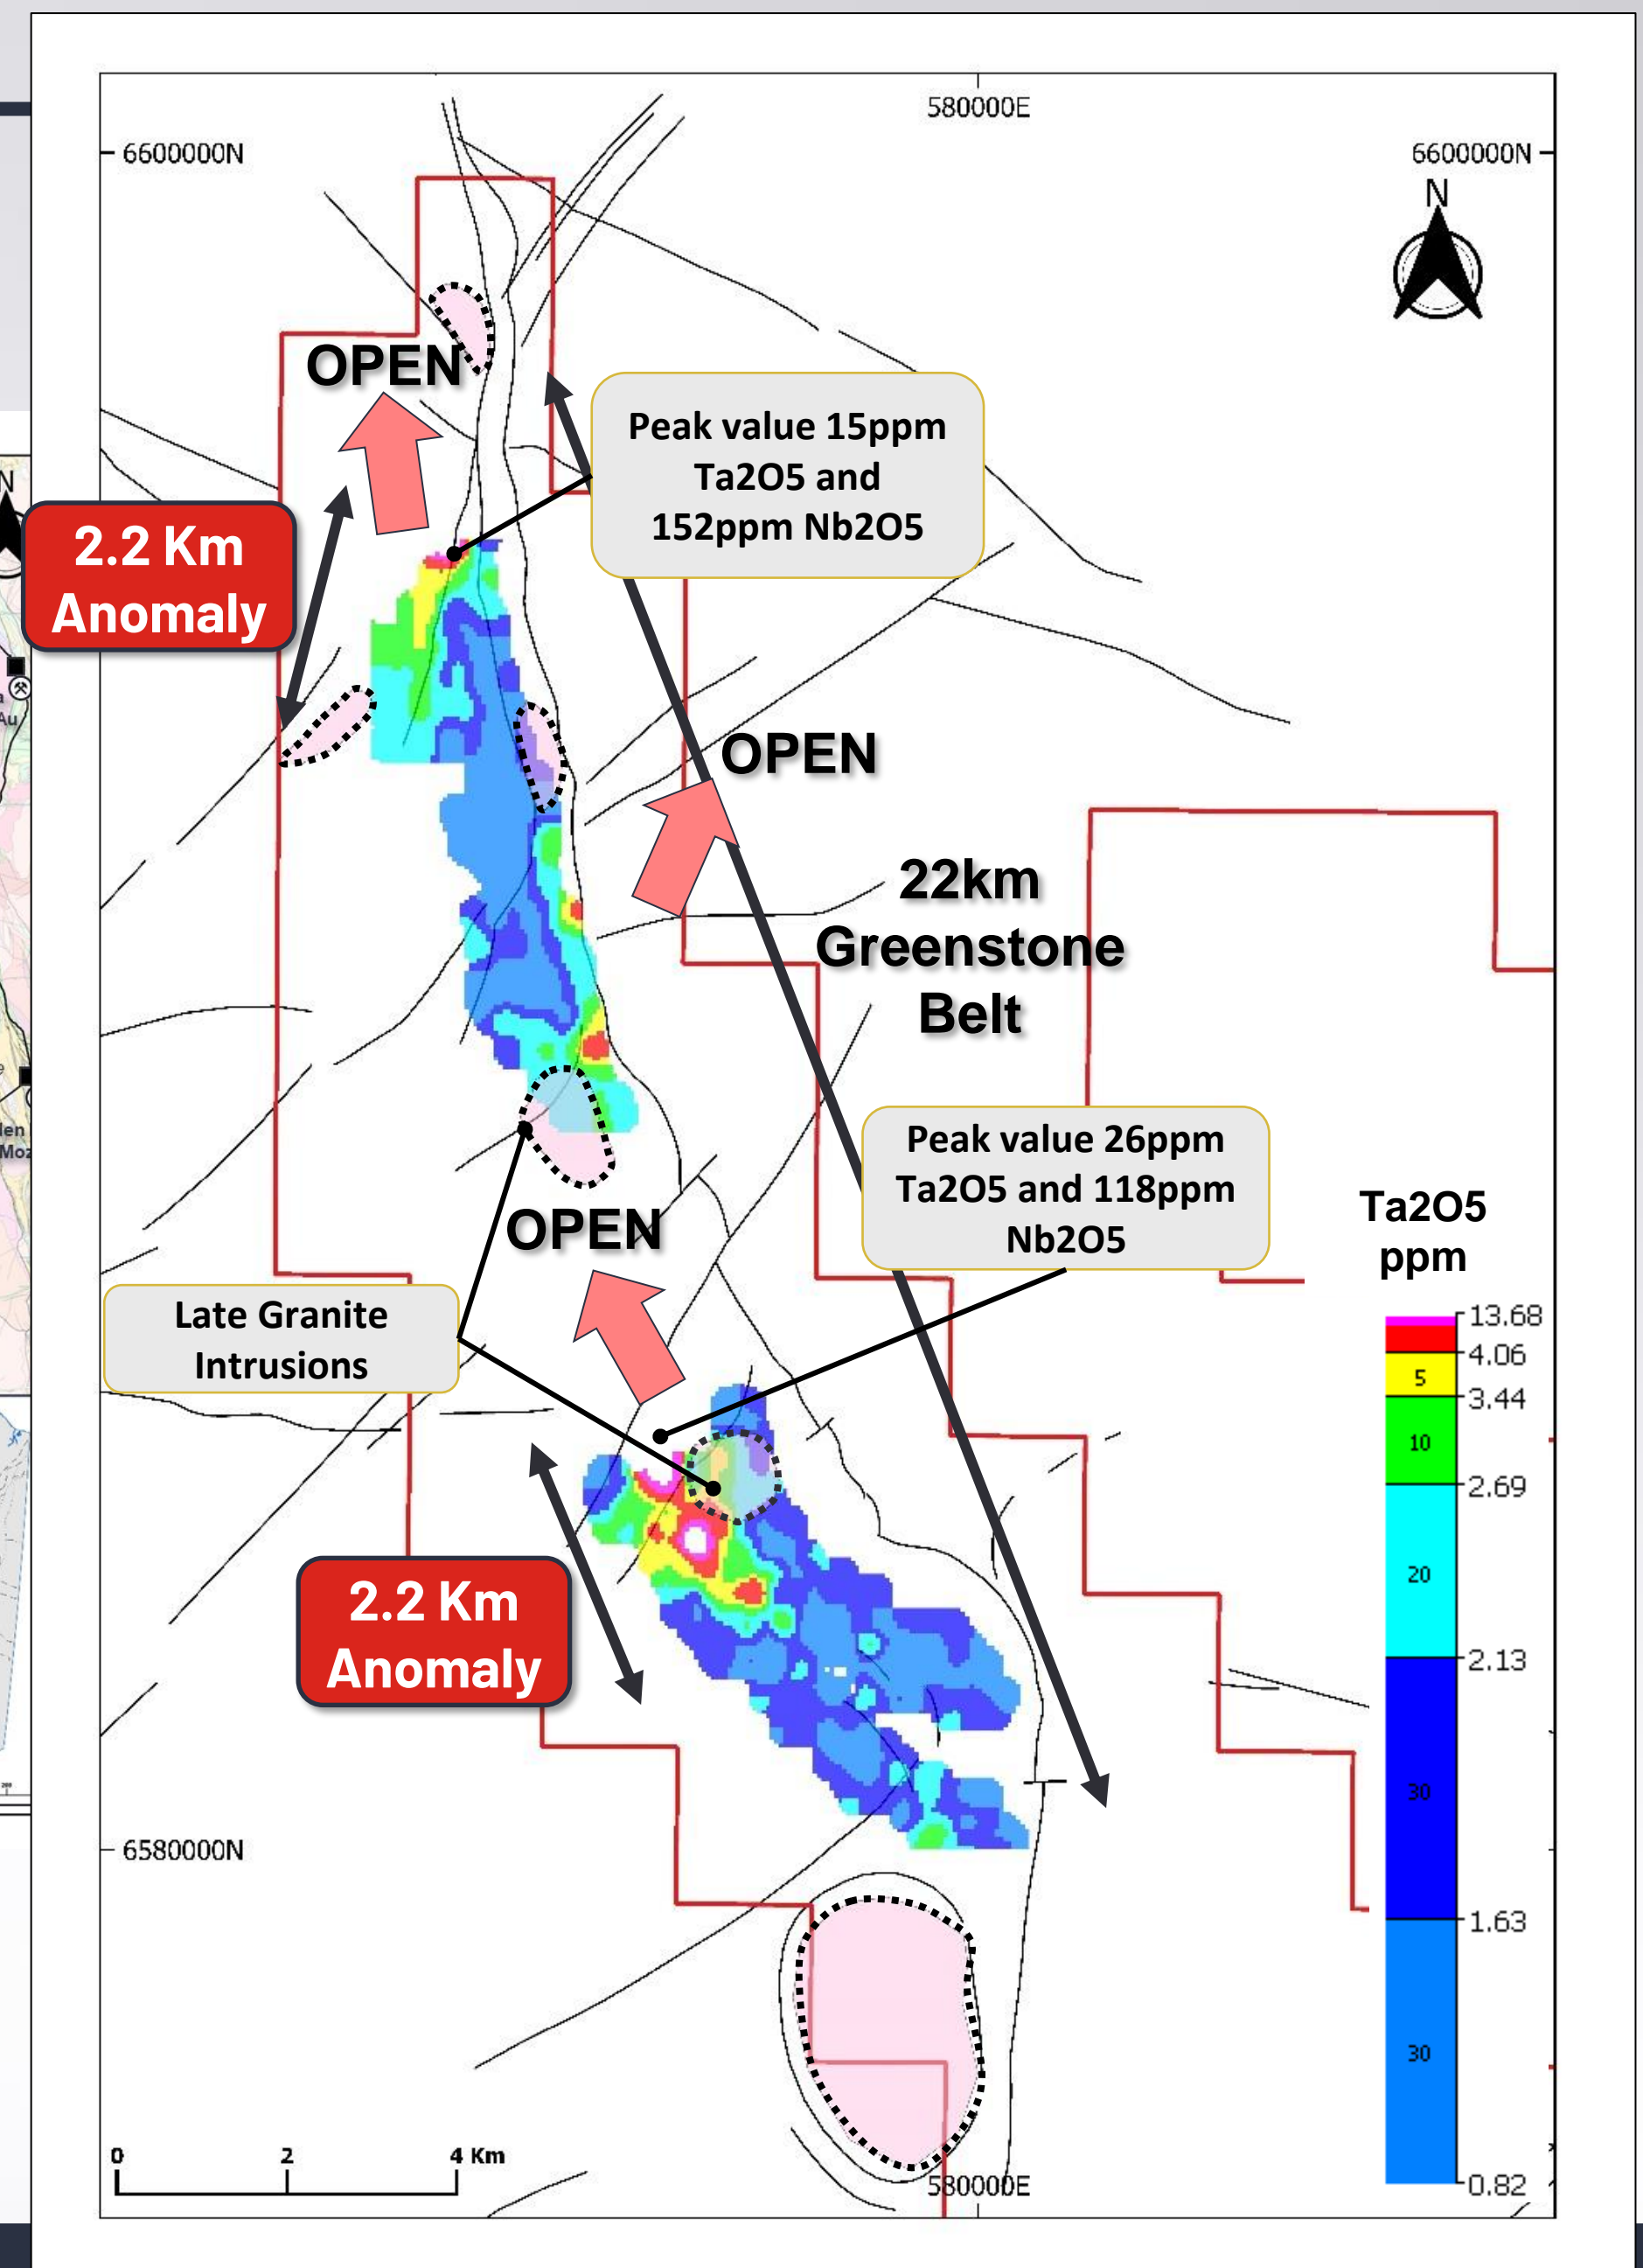 580000E
6600000N
6600000N
N
N
OPEN
Peak value 15ppm
Ta2O5 and
152ppm Nb2O5
2.2 Km
Anomaly
Au
OPEN
22km
Greenstone
Belt
Peak value 26ppm
Ta2O5 and 118ppm
Nb2O5
Ta2O5
ppm
OPEN
Late Granite
Intrusions
13.68
4.06
5
3.44
10
2.69
20
2.13
30
1.63
30
0.82
2.2 Km
Anomaly
6580000N
0 2 4 Km
580000E